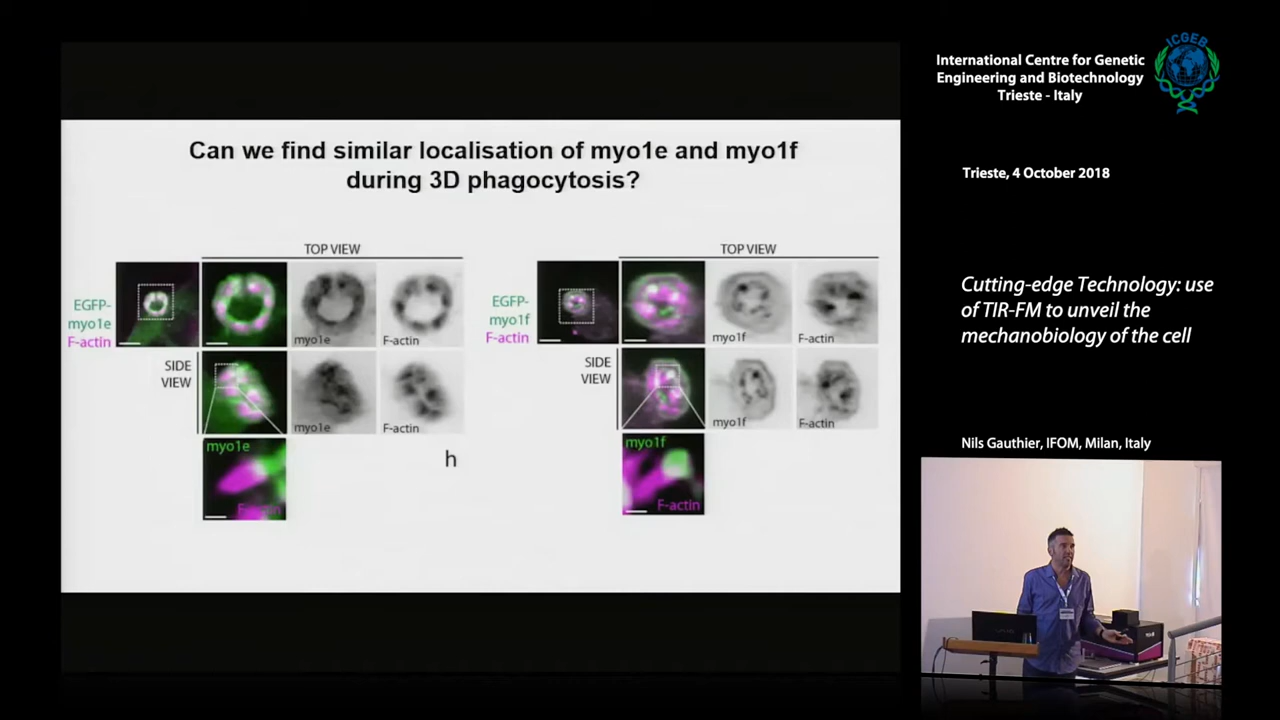 Can we find similar localisation of myo1e and myo1f
during 3D phagocytosis?
TOP VIEW
EGFP-
myo1e
F-actin
myo1e
F-actin
SIDE
VIEW
myo1e
F-actin
myo1e
F-actin
h
TOP VIEW
EGFP-
myo1f
F-actin
myo1f
F-actin
SIDE
VIEW
myo1f
F-actin
myo1f
F-actin
ICGEB
International Centre for Genetic
Engineering and Biotechnology
Trieste - Italy
Trieste, 4 October 2018
Cutting-edge Technology: use
of TIR-FM to unveil the
mechanobiology of the cell
Nils Gauthier, IFOM, Milan, Italy